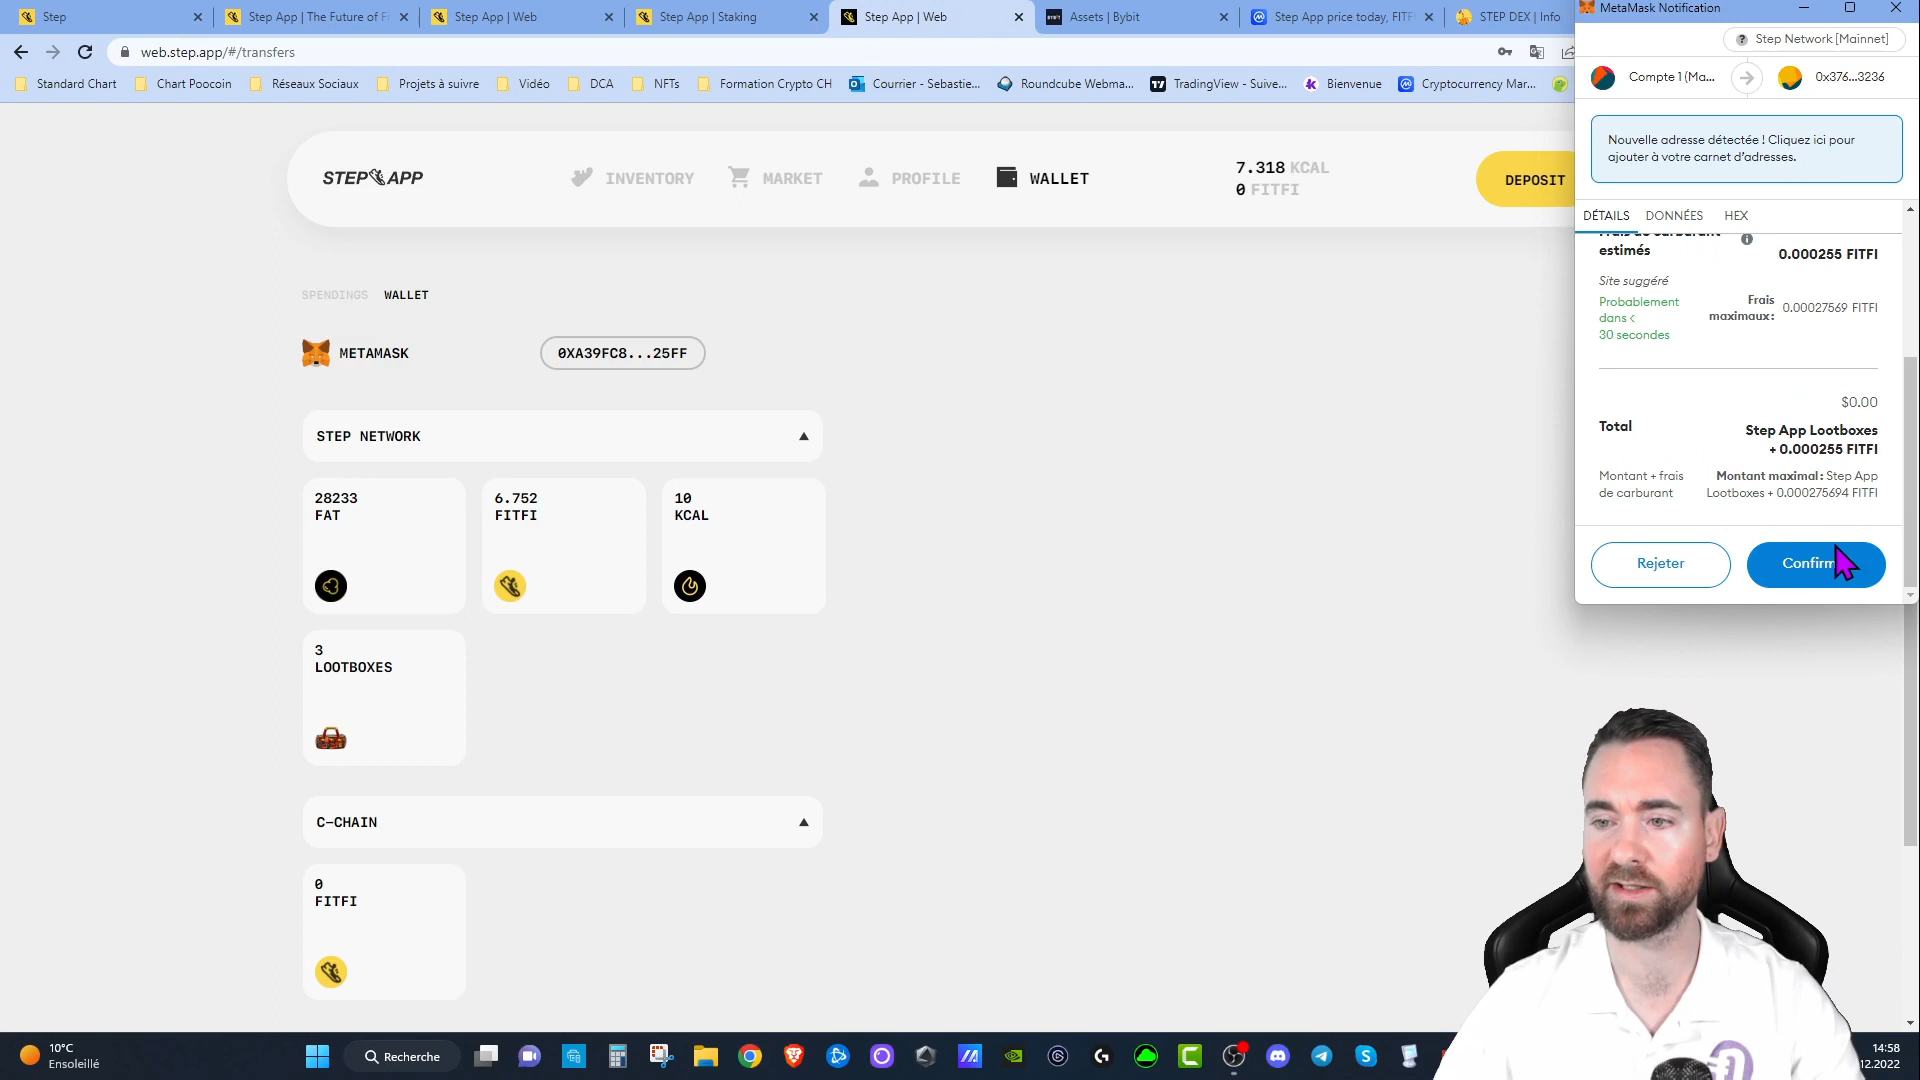 Step
Step App | The Future of Fi
Step App | Web
Step App | Staking
Step App | Web
Assets | Bybit
Step App price today, FITF
STEP DEX | Info
MetaMask Notification
web.step.app/#/transfers
Standard Chart
Chart Poocoin
Réseaux Sociaux
Projets à suivre
Vidéo
DCA
NFTs
Formation Crypto CH
Courrier - Sebastie...
Roundcube Webma...
TradingView - Suive...
Bienvenue
Cryptocurrency Mar...
STEP APP
INVENTORY
MARKET
PROFILE
WALLET
7.318 KCAL
0 FITFI
DEPOSIT
SPENDINGS
WALLET
METAMASK
0XA39FC8...25FF
STEP NETWORK
28233
FAT
6.752
FITFI
10
KCAL
3
LOOTBOXES
C-CHAIN
0
FITFI
Step Network [Mainnet]
Compte 1 (Ma...
0x376...3236
Nouvelle adresse détectée ! Cliquez ici pour
ajouter à votre carnet d'adresses.
DÉTAILS
DONNÉES
HEX
Frais de carburant
estimés
0.000255 FITFI
Site suggéré
Probablement
dans <
30 secondes
Frais
maximaux :
0.00027569 FITFI
$0.00
Total
Step App Lootboxes
+ 0.000255 FITFI
Montant + frais
de carburant
Montant maximal : Step App
Lootboxes + 0.000275694 FITFI
Rejeter
Confirm
10°C
Ensoleillé
Recherche
14:58
12.2022